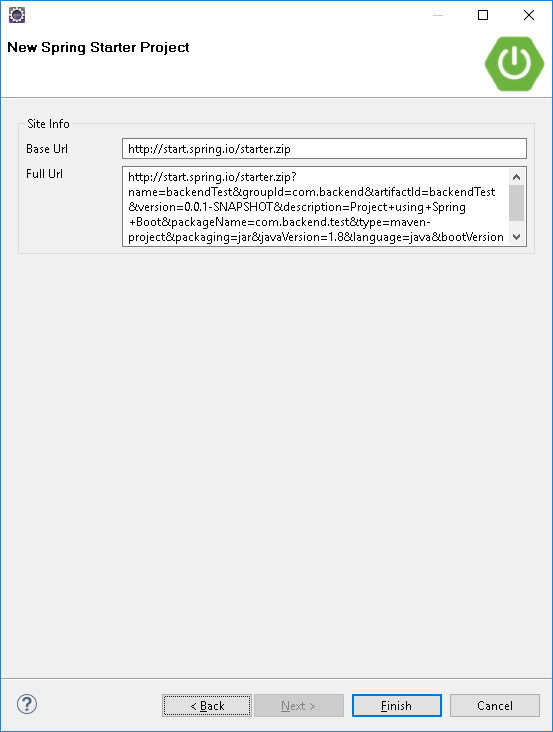 New Spring Starter Project
Site Info
Base Url
http://start.spring.io/starter.zip
Full Url
http://start.spring.io/starter.zip?
name=backendTest&groupId=com.backend&artifactId=backendTest
&version=0.0.1-SNAPSHOT&description=Project+using+Spring
+Boot&packageName=com.backend.test&type=maven-
project&packaging=jar&javaVersion=1.8&language=java&bootVersion
?
< Back
Next >
Finish
Cancel